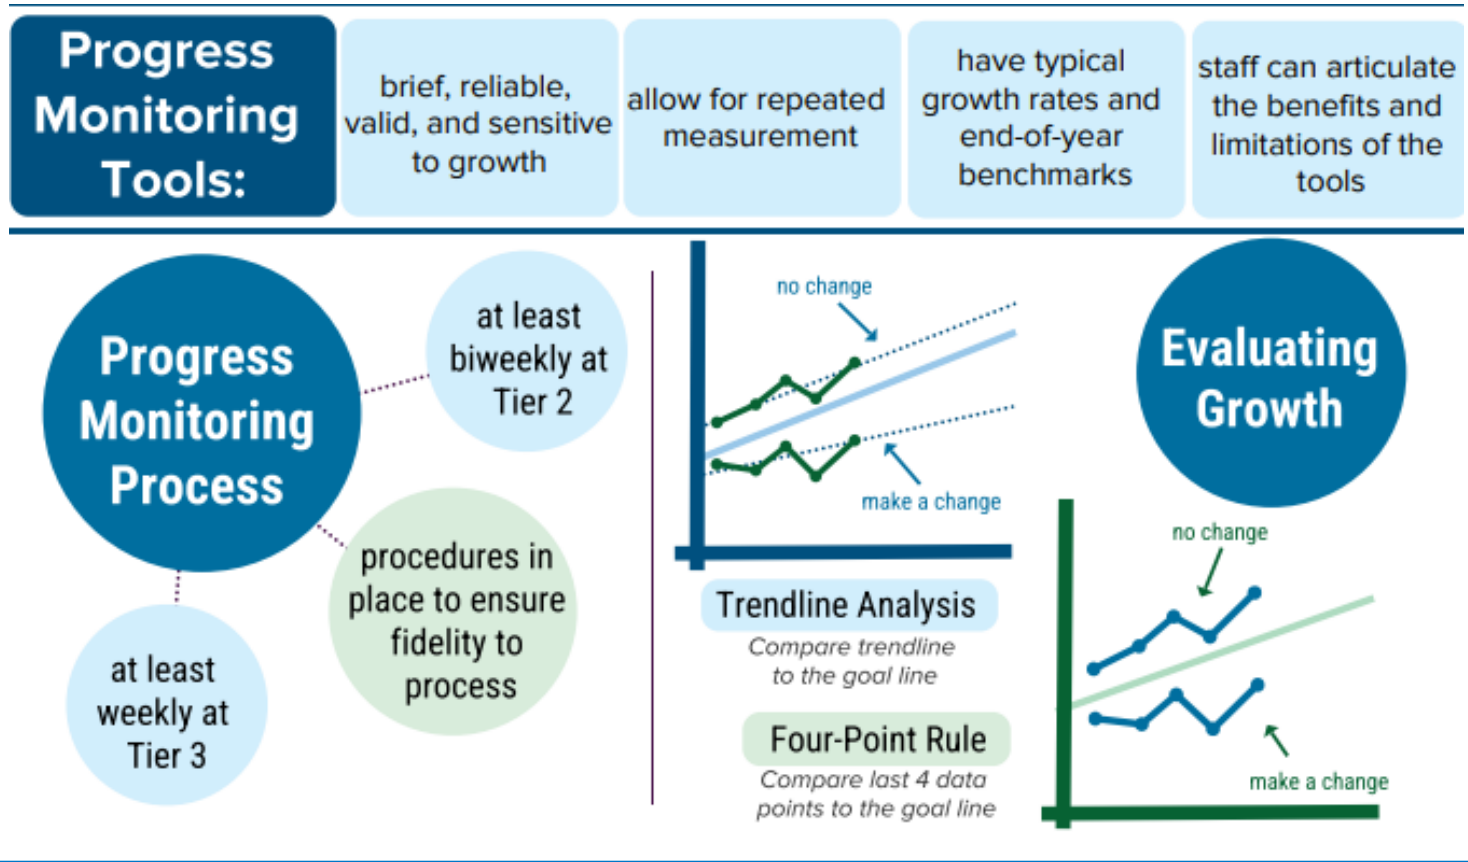 Progress
Monitoring
Tools:
brief, reliable,
valid, and sensitive
to growth
allow for repeated
measurement
have typical
growth rates and
end-of-year
benchmarks
staff can articulate
the benefits and
limitations of the
tools
Progress
Monitoring
Process
at least
biweekly at
Tier 2
procedures in
place to ensure
fidelity to
process
at least
weekly at
Tier 3
no change
make a change
Trendline Analysis
Compare trendline
to the goal line
Four-Point Rule
Compare last 4 data
points to the goal line
Evaluating
Growth
no change
make a change